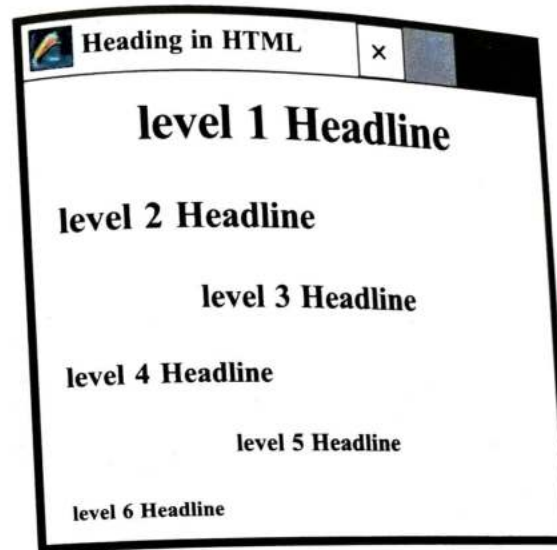 Heading in HTML ×
level 1 Headline
level 2 Headline
level 3 Headline
level 4 Headline
level 5 Headline
level 6 Headline